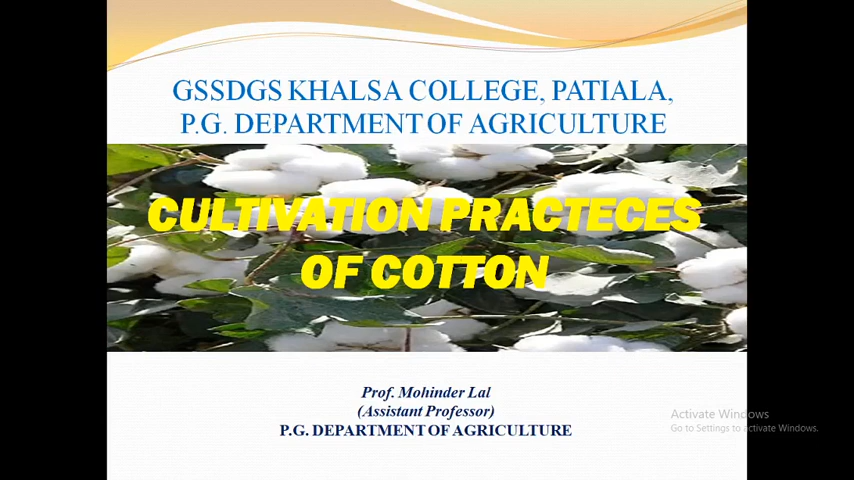 GSSDGS KHALSA COLLEGE, PATIALA,
P.G. DEPARTMENT OF AGRICULTURE
CULTIVATION PRACTECES
OF COTTON
Prof. Mohinder Lal
(Assistant Professor)
P.G. DEPARTMENT OF AGRICULTURE
Activate Windows
Go to Settings to activate Windows.